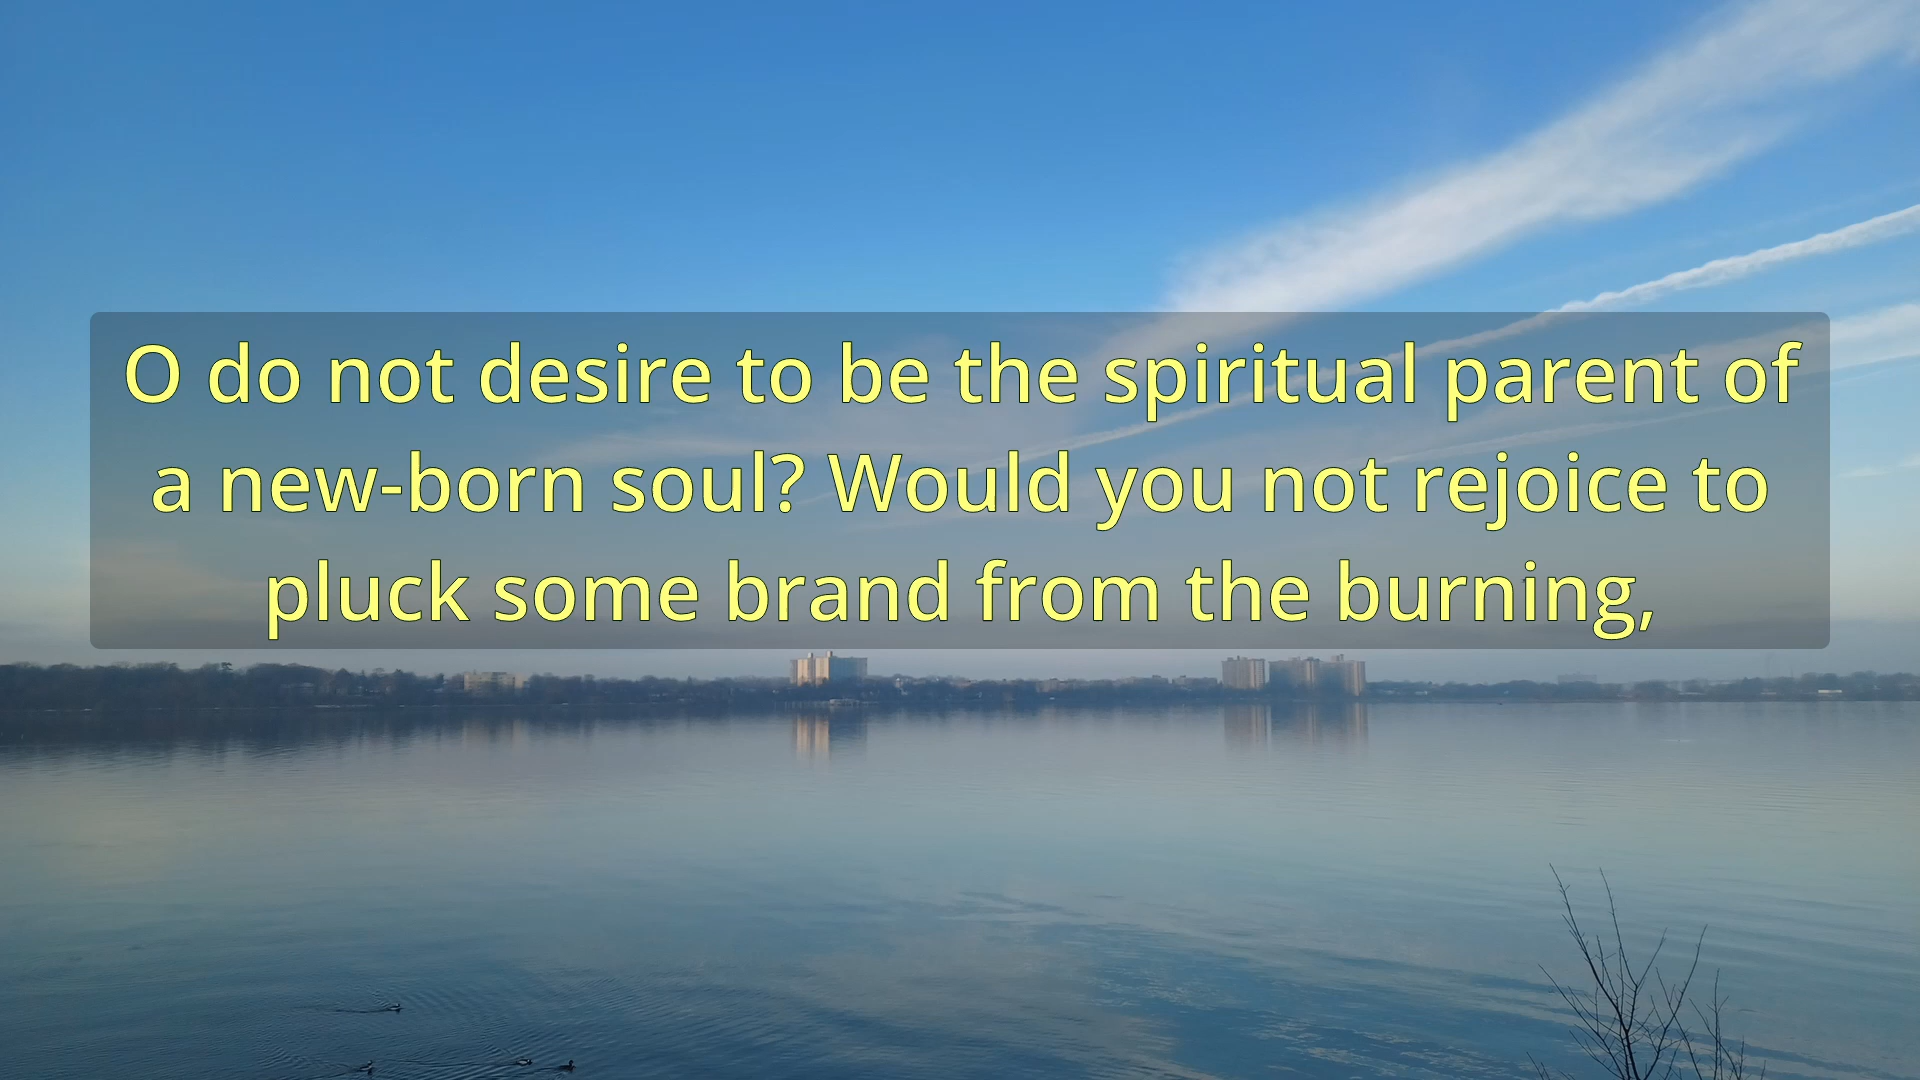 O do not desire to be the spiritual parent of
a new-born soul? Would you not rejoice to
pluck some brand from the burning,